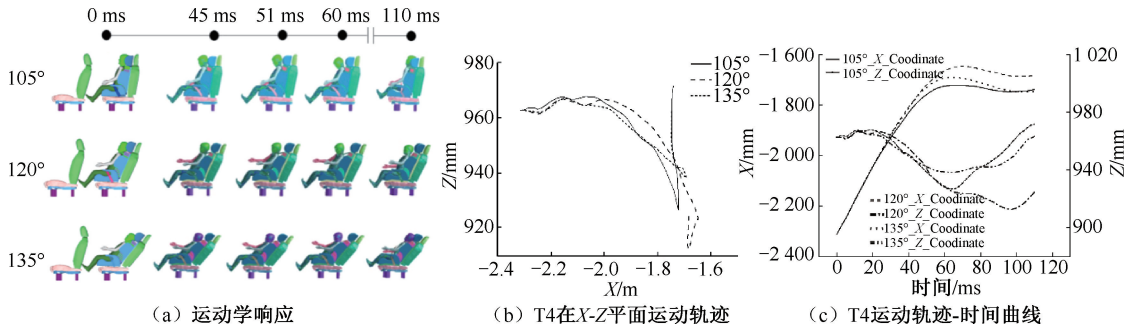 0 ms 45 ms 51 ms 60 ms 110 ms
105°
120°
135°
(a) 运动学响应
980
960
940
920
Z/mm
105°
120°
135°
−2.4 −2.2 −2.0 −1.8 −1.6
X/m
(b) T4在X-Z平面运动轨迹
−1 600
−1 800
−2 000
−2 200
−2 400
X/mm
105°_X_Coodinate
105°_Z_Coodinate
120°_X_Coodinate
120°_Z_Coodinate
135°_X_Coodinate
135°_Z_Coodinate
1 020
980
940
900
Z/mm
0 20 40 60 80 100 120
时间/ms
(c) T4运动轨迹-时间曲线